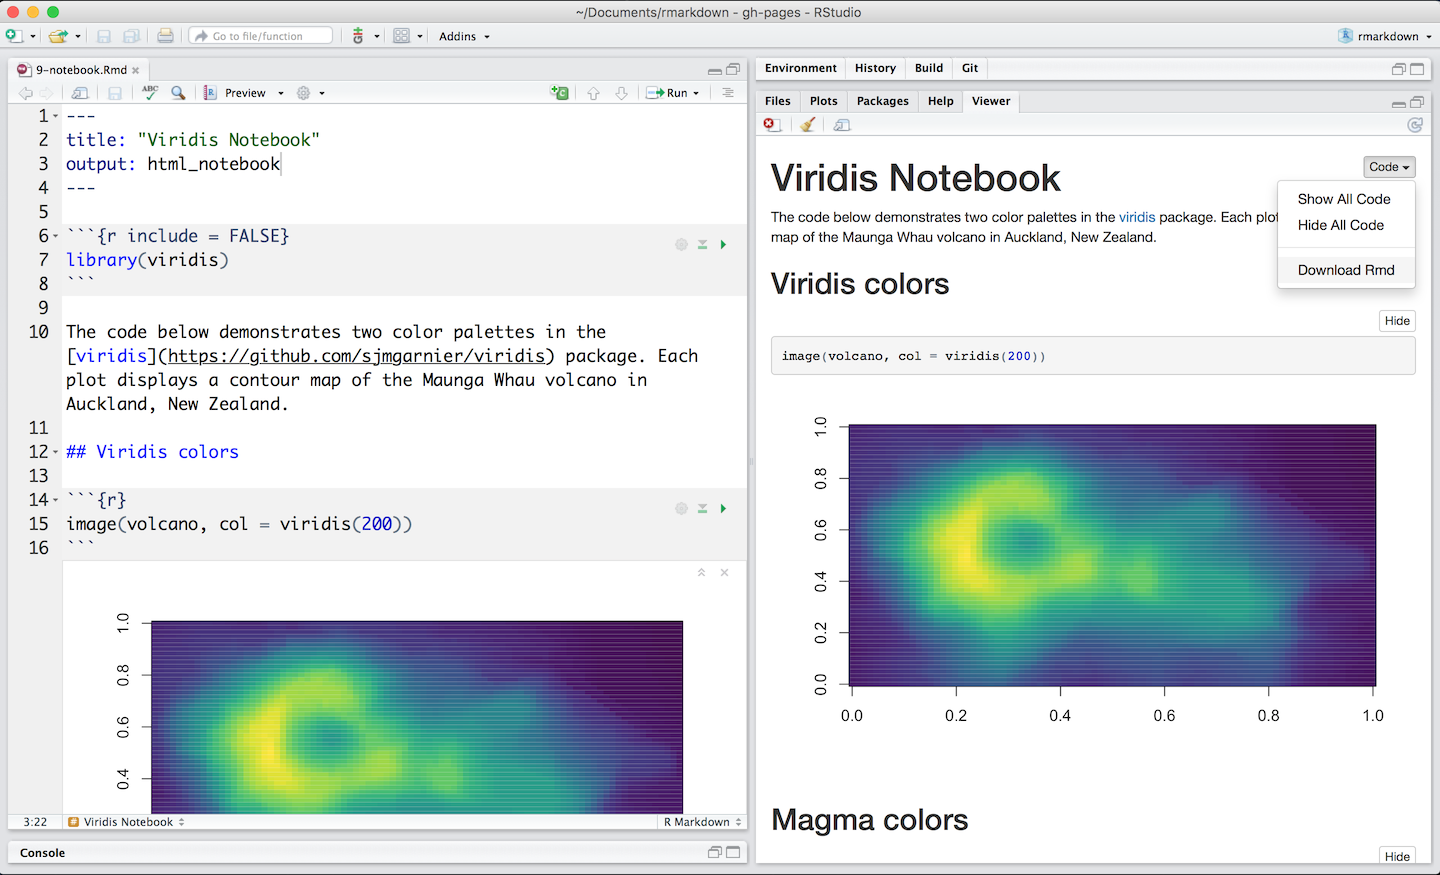 ~/Documents/rmarkdown - gh-pages - RStudio
Go to file/function
Addins
rmarkdown
9-notebook.Rmd
ABC
Preview
Run
1 ---
2 title: "Viridis Notebook"
3 output: html_notebook
4 ---
5
6 ```{r include = FALSE}
7 library(viridis)
8 ```
9
10 The code below demonstrates two color palettes in the
[viridis](https://github.com/sjmgarnier/viridis) package. Each
plot displays a contour map of the Maunga Whau volcano in
Auckland, New Zealand.
11
12 ## Viridis colors
13
14 ```{r}
15 image(volcano, col = viridis(200))
16 ```
1.0
0.8
0.6
0.4
3:22 # Viridis Notebook R Markdown
Console
Environment History Build Git
Files Plots Packages Help Viewer
Viridis Notebook
Code
Show All Code
Hide All Code
Download Rmd
The code below demonstrates two color palettes in the viridis package. Each plot
map of the Maunga Whau volcano in Auckland, New Zealand.
Viridis colors
Hide
image(volcano, col = viridis(200))
1.0
0.8
0.6
0.4
0.2
0.0
0.0 0.2 0.4 0.6 0.8 1.0
Magma colors
Hide